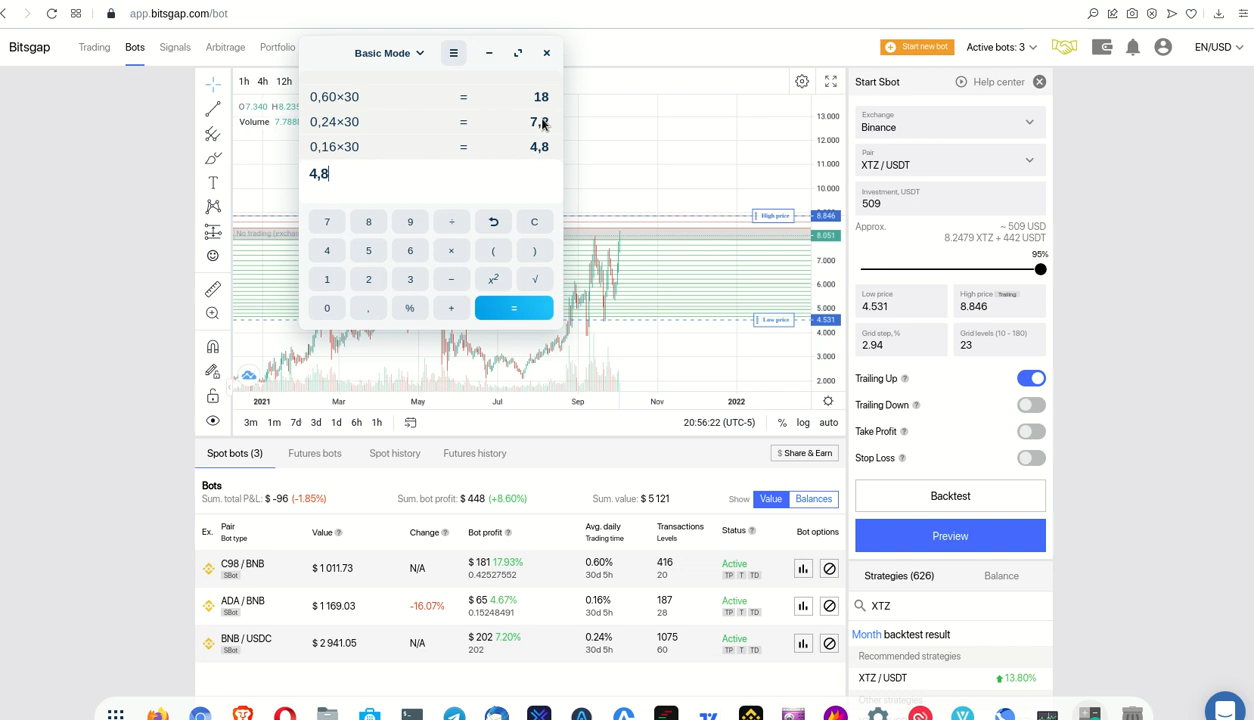 app.bitsgap.com/bot
Bitsgap
Trading
Bots
Signals
Arbitrage
Portfolio
Start new bot
Active bots: 3
EN/USD
1h
4h
12h
O7.340
Volume
No trading
High price
Low price
13.000
12.000
11.000
10.000
8.846
8.051
7.000
6.000
5.000
4.531
4.000
3.000
2.000
2021
Mar
May
Jul
Sep
Nov
2022
3m 1m 7d 3d 1d 6h 1h
20:56:22 (UTC-5)
%
log
auto
Basic Mode
0,60×30 = 18
0,24×30 = 7,2
0,16×30 = 4,8
4,8
7 8 9 ÷ C
4 5 6 × ( )
1 2 3 − x² √
0 , % + =
Start Sbot
Help center
Exchange
Binance
Pair
XTZ / USDT
Investment, USDT
509
Approx.
~ 509 USD
8.2479 XTZ + 442 USDT
95%
Low price
4.531
High price Trailing
8.846
Grid step, %
2.94
Grid levels (10 - 180)
23
Trailing Up ?
Trailing Down ?
Take Profit ?
Stop Loss ?
Backtest
Preview
Strategies (626)
Balance
XTZ
Month backtest result
Recommended strategies
XTZ / USDT 13.80%
Other strategies
Spot bots (3)
Futures bots
Spot history
Futures history
$ Share & Earn
Bots
Sum. total P&L: $ -96 (-1.85%)
Sum. bot profit: $ 448 (+8.60%)
Sum. value: $ 5 121
Show
Value
Balances
Ex.
Pair
Bot type
Value ?
Change ?
Bot profit ?
Avg. daily
Trading time
Transactions
Levels
Status ?
Bot options
C98 / BNB
SBot
$ 1 011.73
N/A
$ 181 17.93%
0.42527552
0.60%
30d 5h
416
20
Active
TP T TD
ADA / BNB
SBot
$ 1 169.03
-16.07%
$ 65 4.67%
0.15248491
0.16%
30d 5h
187
28
Active
TP T TD
BNB / USDC
SBot
$ 2 941.05
N/A
$ 202 7.20%
202
0.24%
30d 5h
1075
60
Active
TP T TD